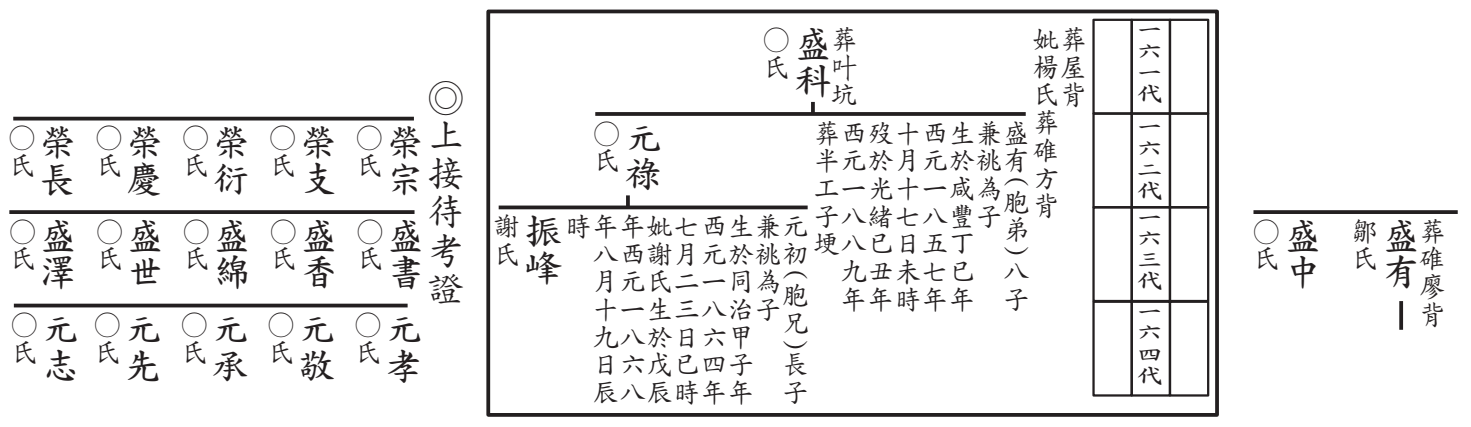 葬碓廖背
盛有
鄒氏
盛中
○氏
一六一代
一六二代
一六三代
一六四代
葬屋背
妣楊氏葬碓方背
葬叶坑
盛科
○氏
盛有(胞弟)八子
兼祧為子
生於咸豐丁巳年
西元一八五七年
十月十七日未時
歿於光緒己丑年
西元一八八九年
葬半工子埂
元祿
○氏
元初(胞兄)長子
兼祧為子
生於同治甲子年
西元一八六四年
七月二三日巳時
妣謝氏生於戊辰
年西元一八六八
年八月十九日辰
時
振峰
謝氏
◎上接待考證
榮宗
○氏
榮支
○氏
榮衍
○氏
榮慶
○氏
榮長
○氏
盛書
○氏
盛香
○氏
盛綿
○氏
盛世
○氏
盛澤
○氏
元孝
○氏
元敬
○氏
元承
○氏
元先
○氏
元志
○氏